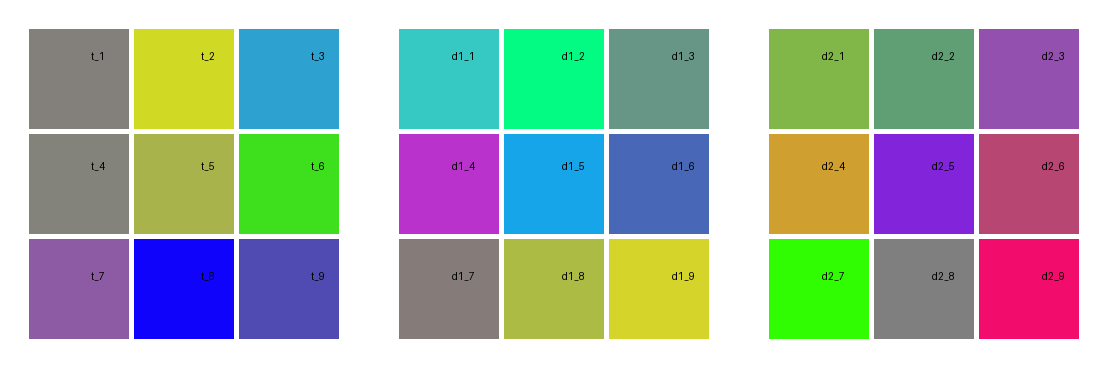 t_1 t_2 t_3 d1_1 d1_2 d1_3 d2_1 d2_2 d2_3
t_4 t_5 t_6 d1_4 d1_5 d1_6 d2_4 d2_5 d2_6
t_7 t_8 t_9 d1_7 d1_8 d1_9 d2_7 d2_8 d2_9